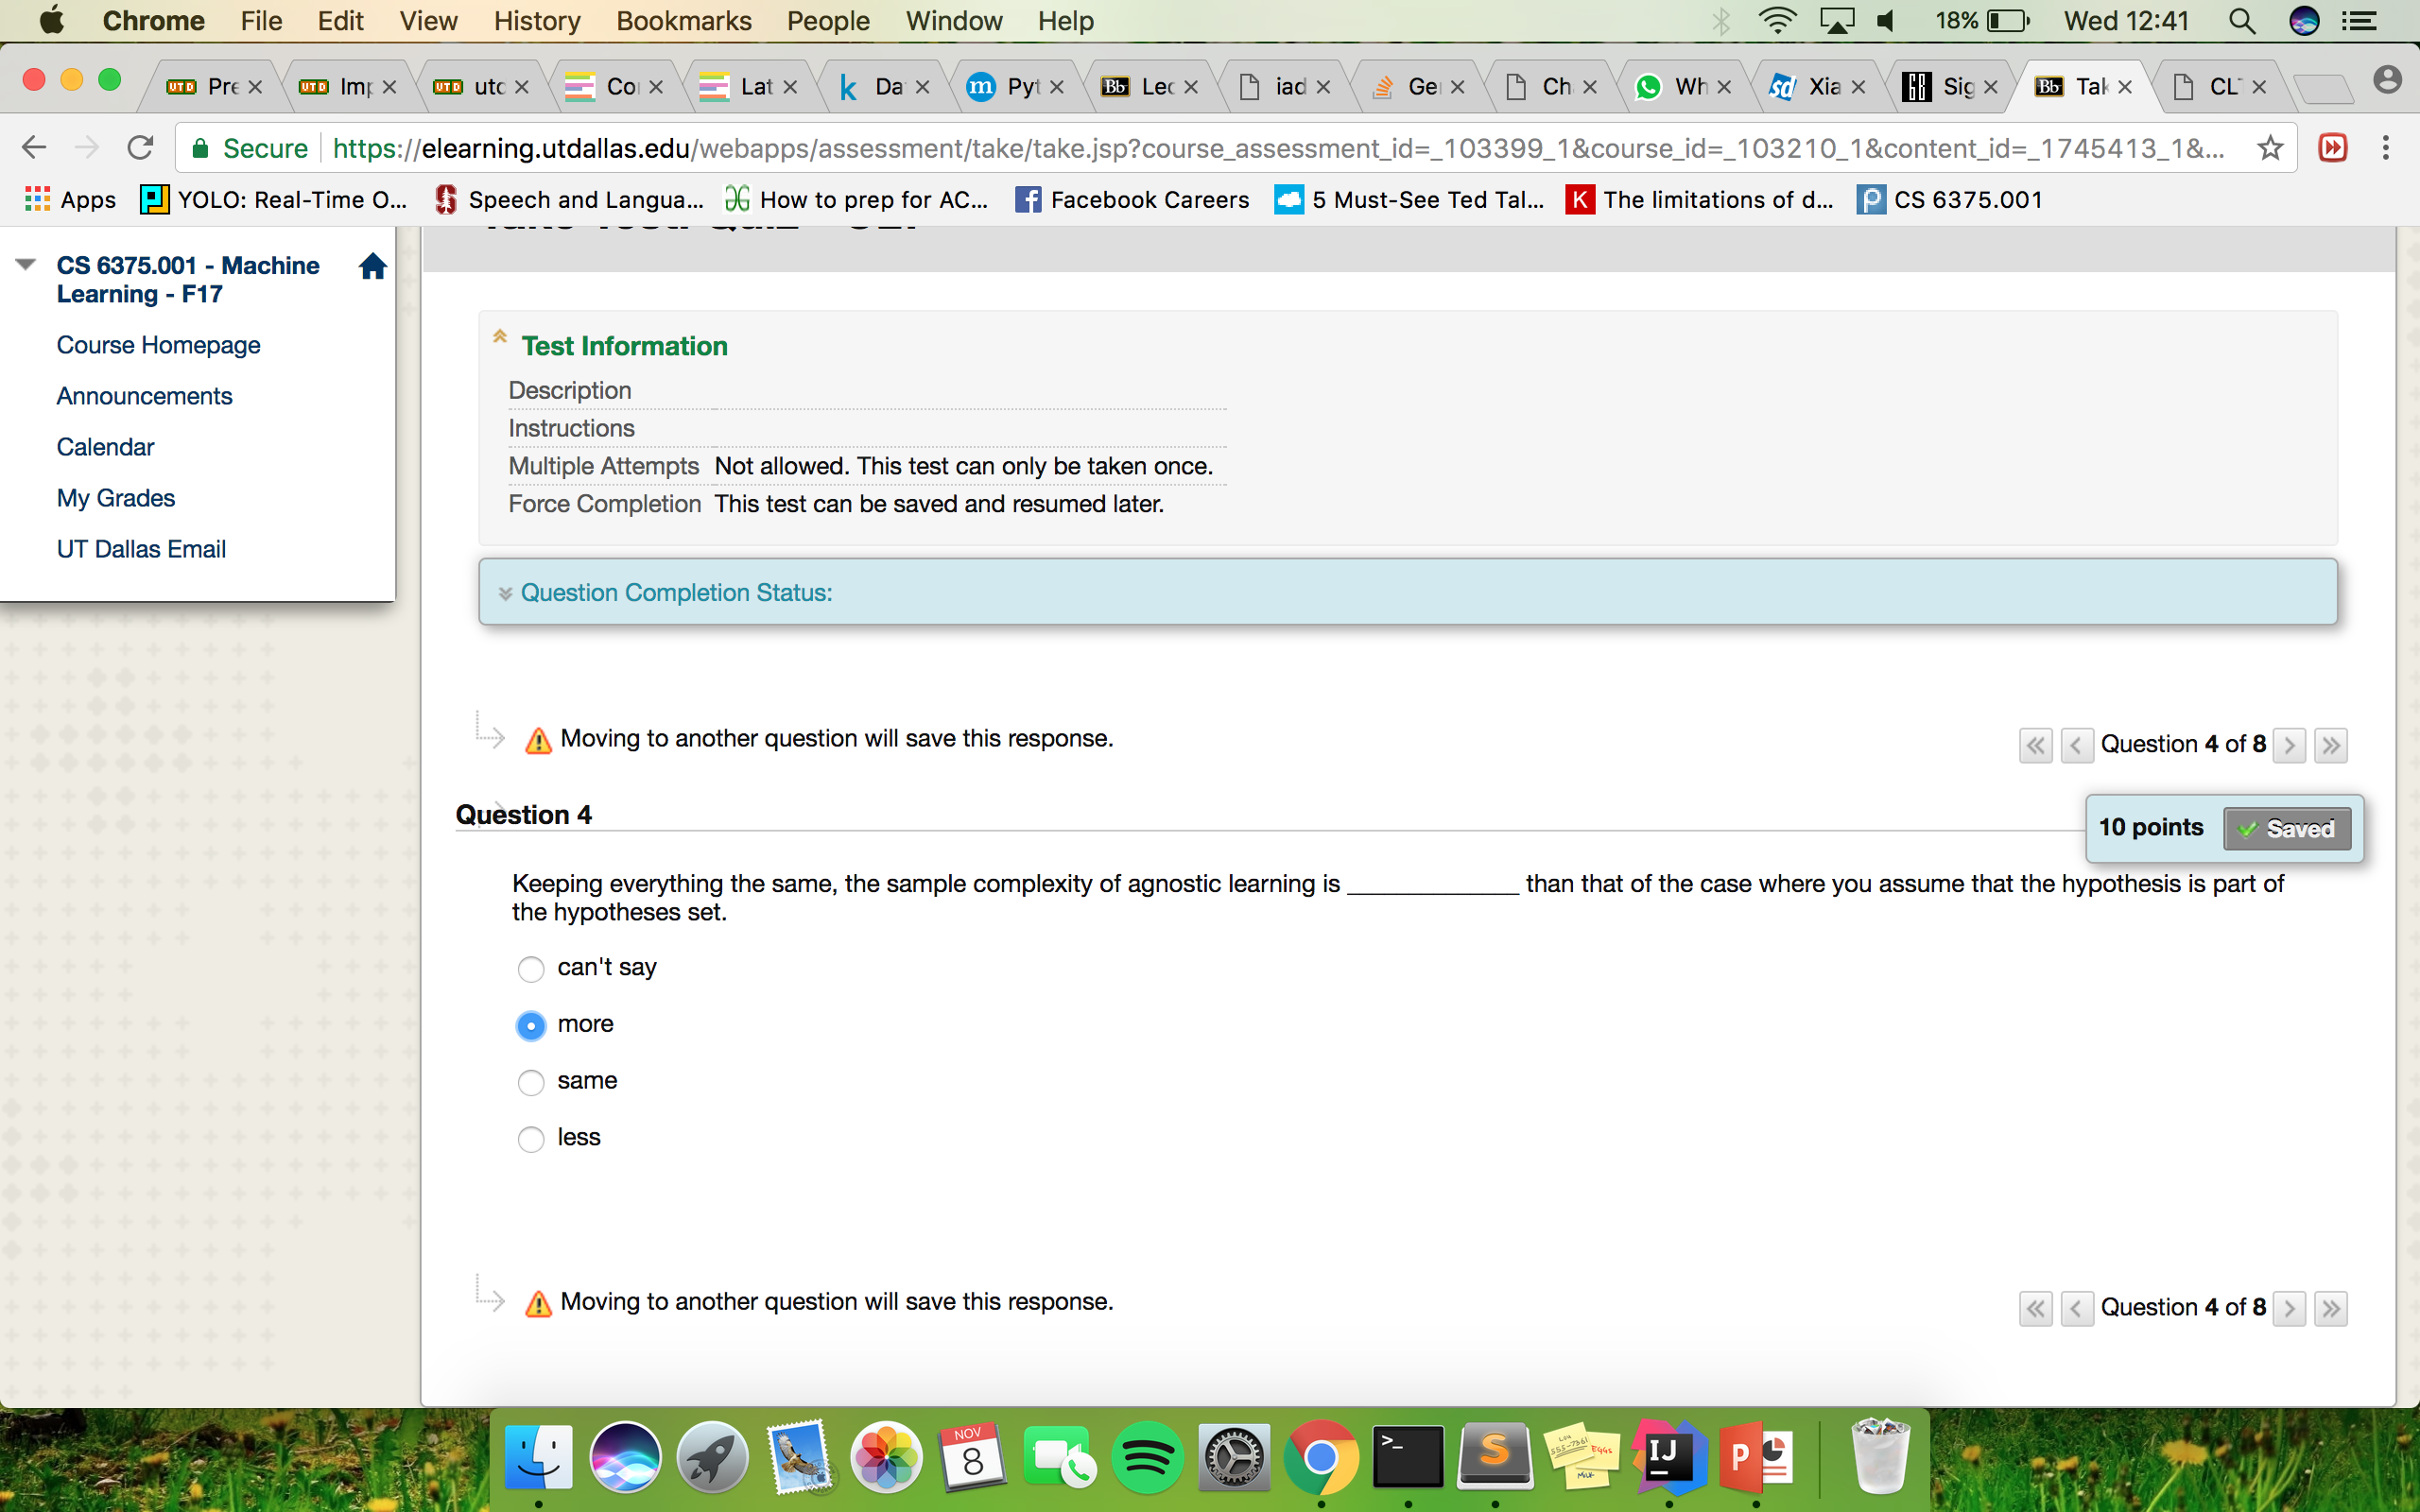 Chrome File Edit View History Bookmarks People Window Help 18% Wed 12:41
Pre Imp utd Co Lat Da Pyt Lec iad Ge Ch Wh Xia Sig Tak CLT
Secure https://elearning.utdallas.edu/webapps/assessment/take/take.jsp?course_assessment_id=_103399_1&course_id=_103210_1&content_id=_1745413_1&...
Apps YOLO: Real-Time O... Speech and Langua... How to prep for AC... Facebook Careers 5 Must-See Ted Tal... The limitations of d... CS 6375.001
CS 6375.001 - Machine
Learning - F17
Course Homepage
Announcements
Calendar
My Grades
UT Dallas Email
Test Information
Description
Instructions
Multiple Attempts Not allowed. This test can only be taken once.
Force Completion This test can be saved and resumed later.
Question Completion Status:
Moving to another question will save this response.
Question 4 of 8
Question 4
10 points Saved
Keeping everything the same, the sample complexity of agnostic learning is _____________ than that of the case where you assume that the hypothesis is part of
the hypotheses set.
can't say
more
same
less
Moving to another question will save this response.
Question 4 of 8
NOV
8